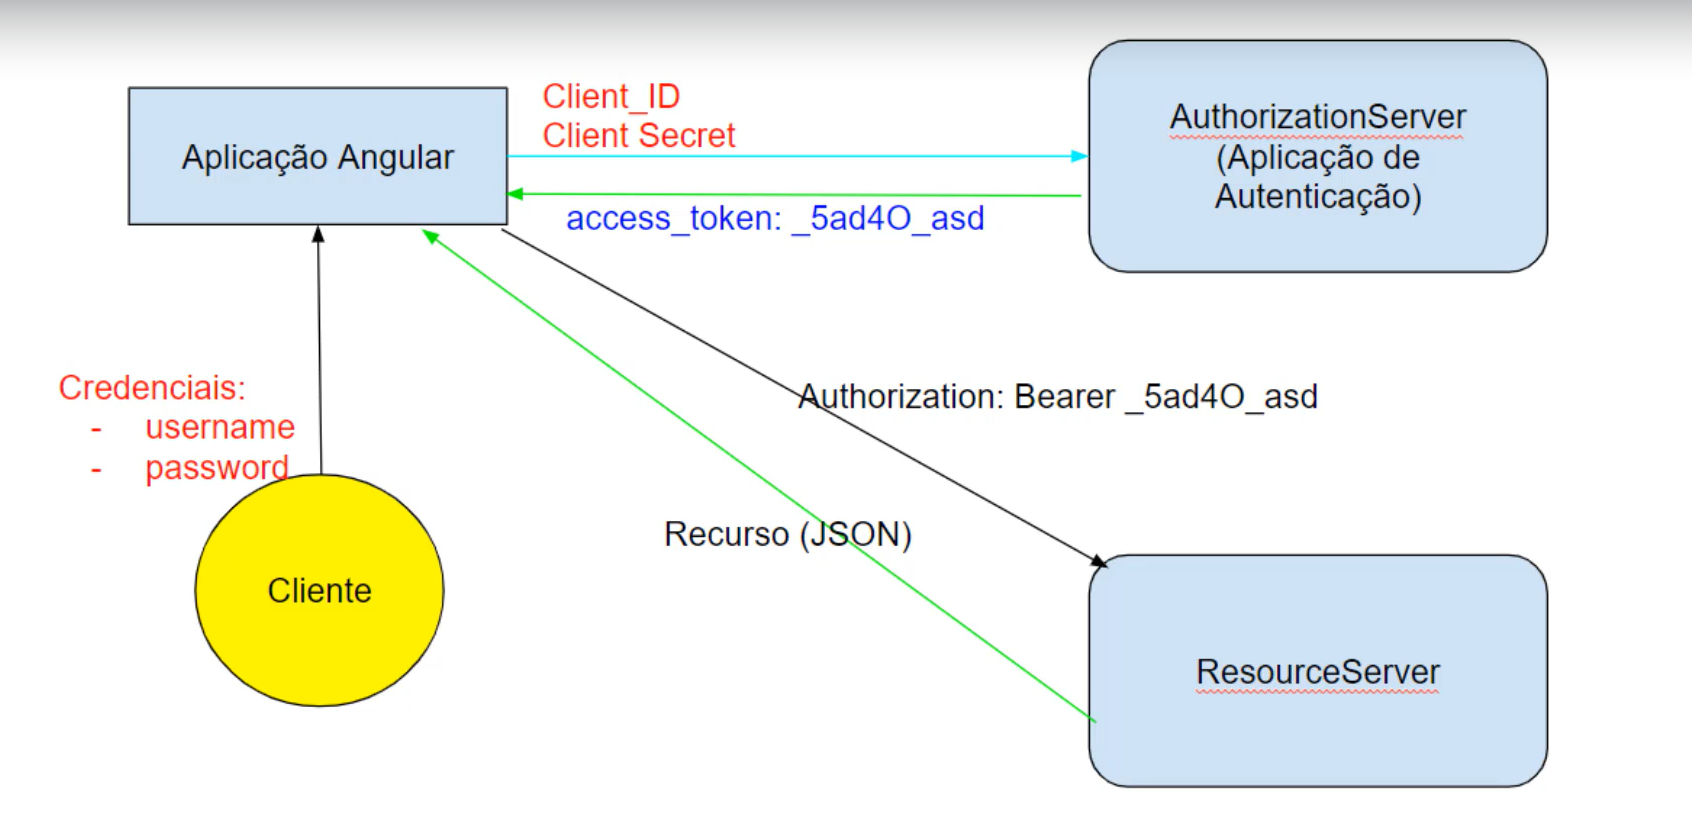 Client_ID
Client Secret
Aplicação Angular
AuthorizationServer
(Aplicação de
Autenticação)
access_token: _5ad4O_asd
Credenciais:
- username
- password
Authorization: Bearer _5ad4O_asd
Recurso (JSON)
Cliente
ResourceServer